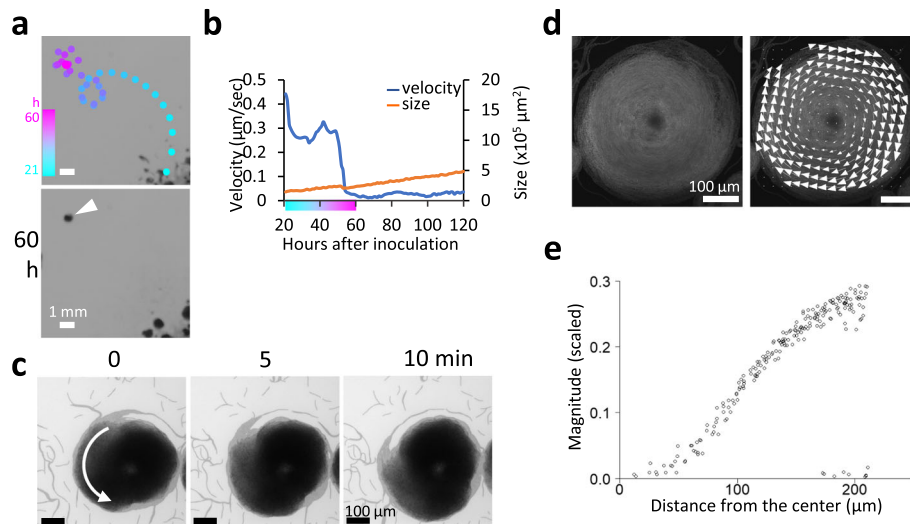 a
h
60
21
60
h
1 mm
b
velocity
size
Velocity (μm/sec)
0.5
0.4
0.3
0.2
0.1
0
20
15
10
5
0
Size (x10⁵ μm²)
20 40 60 80 100 120
Hours after inoculation
c
0 5 10 min
100 μm
d
100 μm
e
Magnitude (scaled)
0.3
0.2
0.1
0.0
0 100 200
Distance from the center (μm)